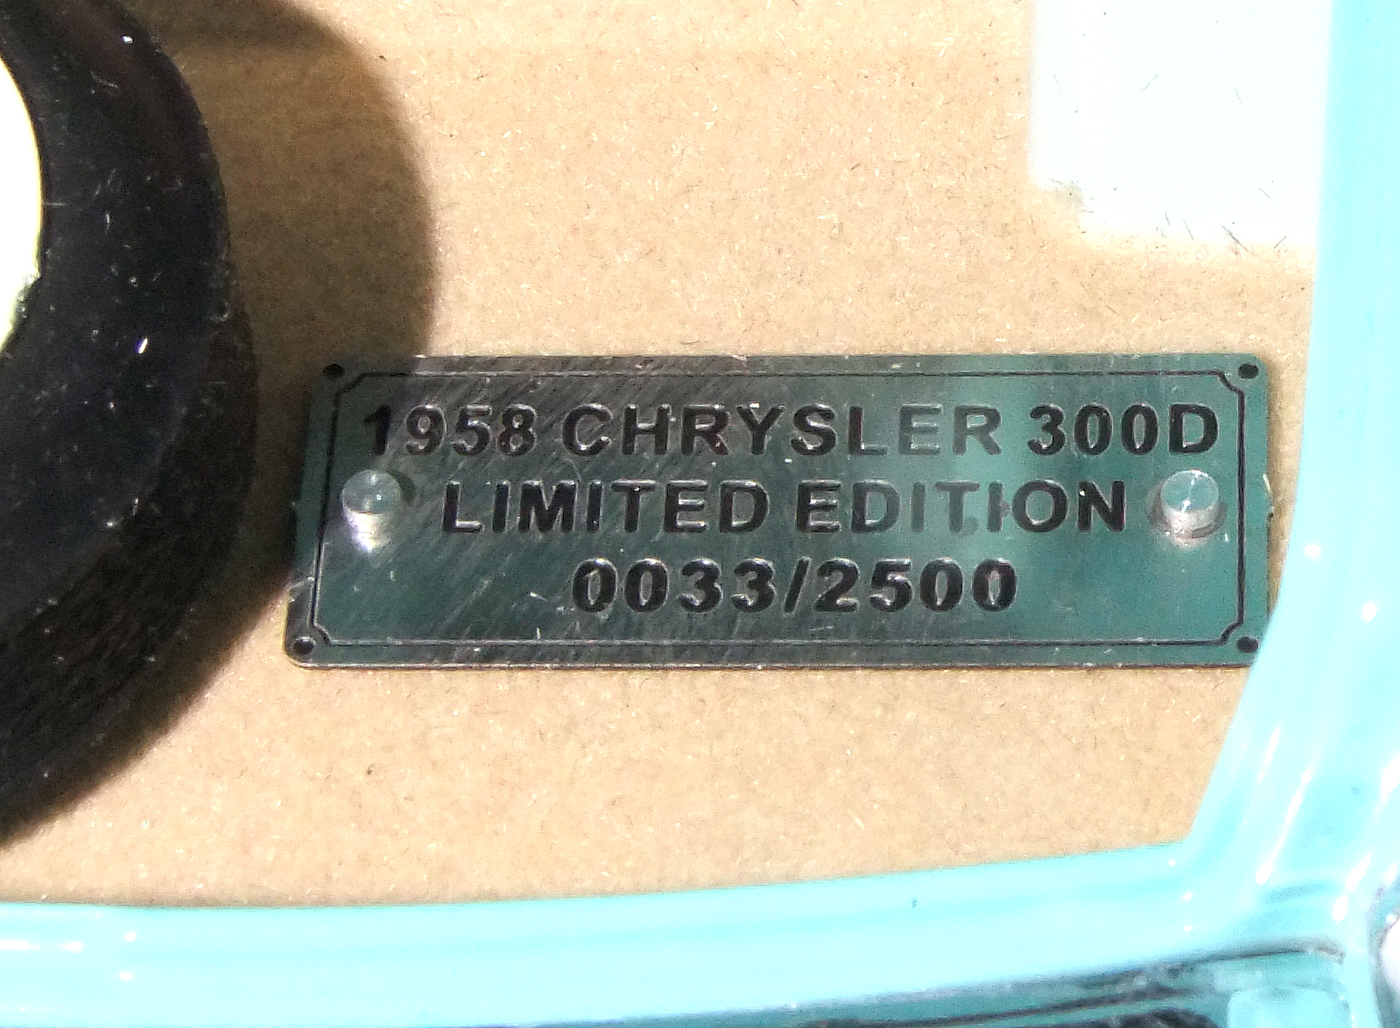 1958 CHRYSLER 300D
LIMITED EDITION
0033/2500